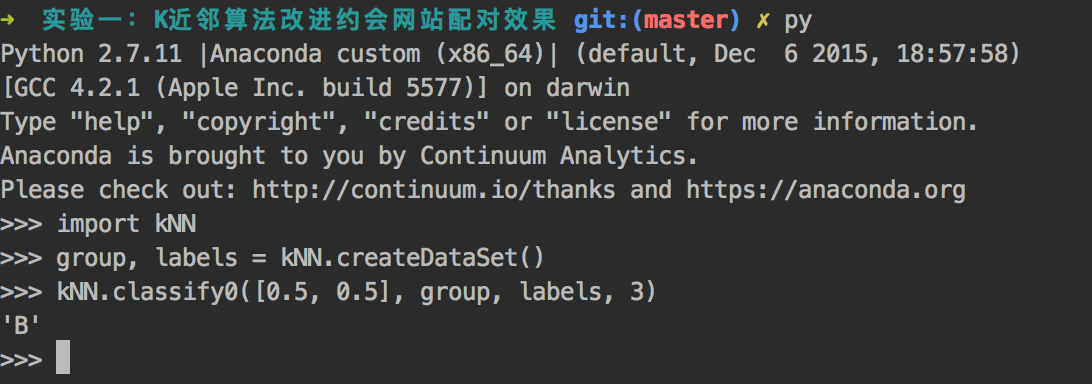 ➜ 实验一：K近邻算法改进约会网站配对效果 git:(master) ✗ py
Python 2.7.11 |Anaconda custom (x86_64)| (default, Dec  6 2015, 18:57:58)
[GCC 4.2.1 (Apple Inc. build 5577)] on darwin
Type "help", "copyright", "credits" or "license" for more information.
Anaconda is brought to you by Continuum Analytics.
Please check out: http://continuum.io/thanks and https://anaconda.org
>>> import kNN
>>> group, labels = kNN.createDataSet()
>>> kNN.classify0([0.5, 0.5], group, labels, 3)
'B'
>>>